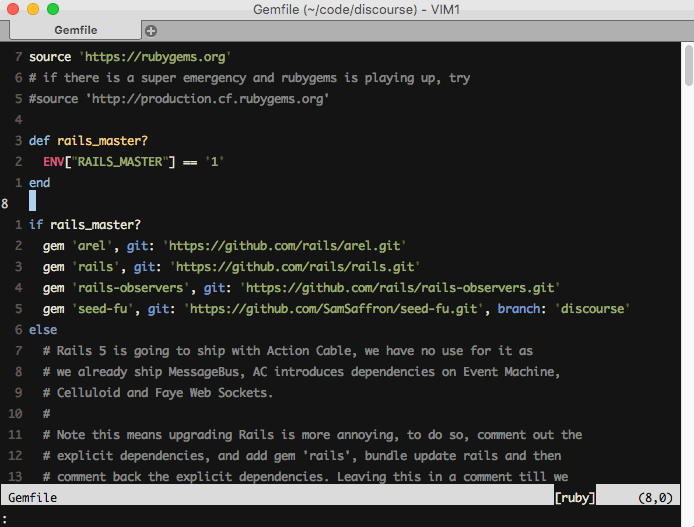 Gemfile (~/code/discourse) - VIM1
Gemfile
7 source 'https://rubygems.org'
6 # if there is a super emergency and rubygems is playing up, try
5 #source 'http://production.cf.rubygems.org'
4
3 def rails_master?
2   ENV["RAILS_MASTER"] == '1'
1 end
8
1 if rails_master?
2   gem 'arel', git: 'https://github.com/rails/arel.git'
3   gem 'rails', git: 'https://github.com/rails/rails.git'
4   gem 'rails-observers', git: 'https://github.com/rails/rails-observers.git'
5   gem 'seed-fu', git: 'https://github.com/SamSaffron/seed-fu.git', branch: 'discourse'
6 else
7   # Rails 5 is going to ship with Action Cable, we have no use for it as
8   # we already ship MessageBus, AC introduces dependencies on Event Machine,
9   # Celluloid and Faye Web Sockets.
10   #
11   # Note this means upgrading Rails is more annoying, to do so, comment out the
12   # explicit dependencies, and add gem 'rails', bundle update rails and then
13   # comment back the explicit dependencies. Leaving this in a comment till we
Gemfile [ruby] (8,0)
: